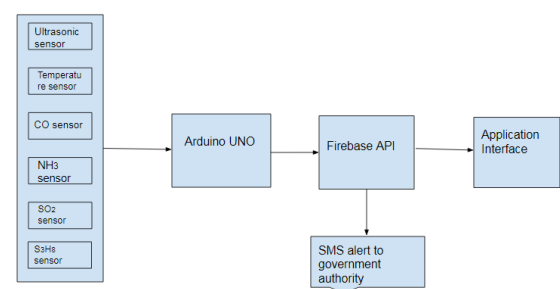 Ultrasonic
sensor
Temperatu
re sensor
CO sensor
NH3
sensor
SO2
sensor
S3H8
sensor
Arduino UNO
Firebase API
Application
Interface
SMS alert to
government
authority